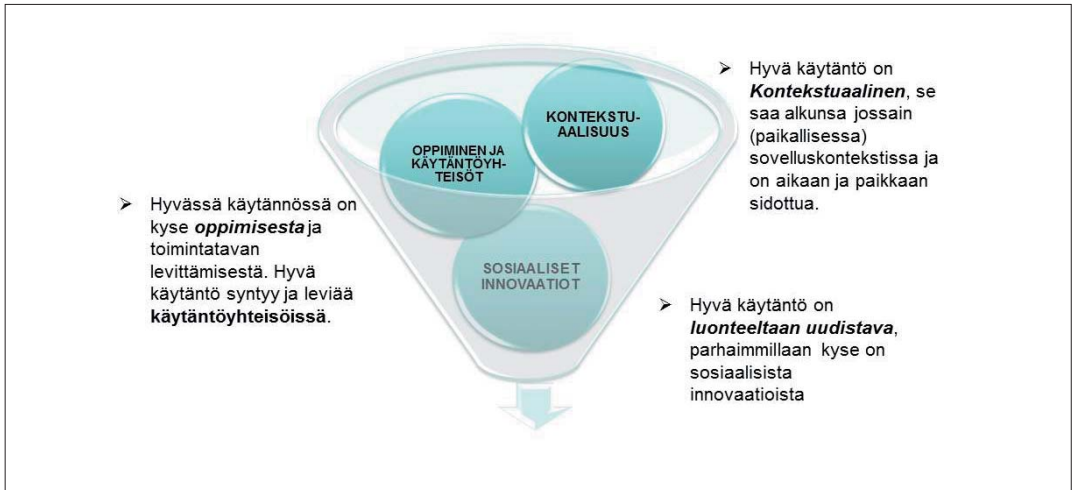 KONTEKSTU-
AALISUUS
OPPIMINEN JA
KÄYTÄNTÖYH-
TEISÖT
SOSIAALISET
INNOVAATIOT
➢ Hyvä käytäntö on
Kontekstuaalinen, se
saa alkunsa jossain
(paikallisessa)
sovelluskontekstissa ja
on aikaan ja paikkaan
sidottua.
➢ Hyvässä käytännössä on
kyse oppimisesta ja
toimintatavan
levittämisestä. Hyvä
käytäntö syntyy ja leviää
käytäntöyhteisöissä.
➢ Hyvä käytäntö on
luonteeltaan uudistava,
parhaimmillaan kyse on
sosiaalisista
innovaatioista